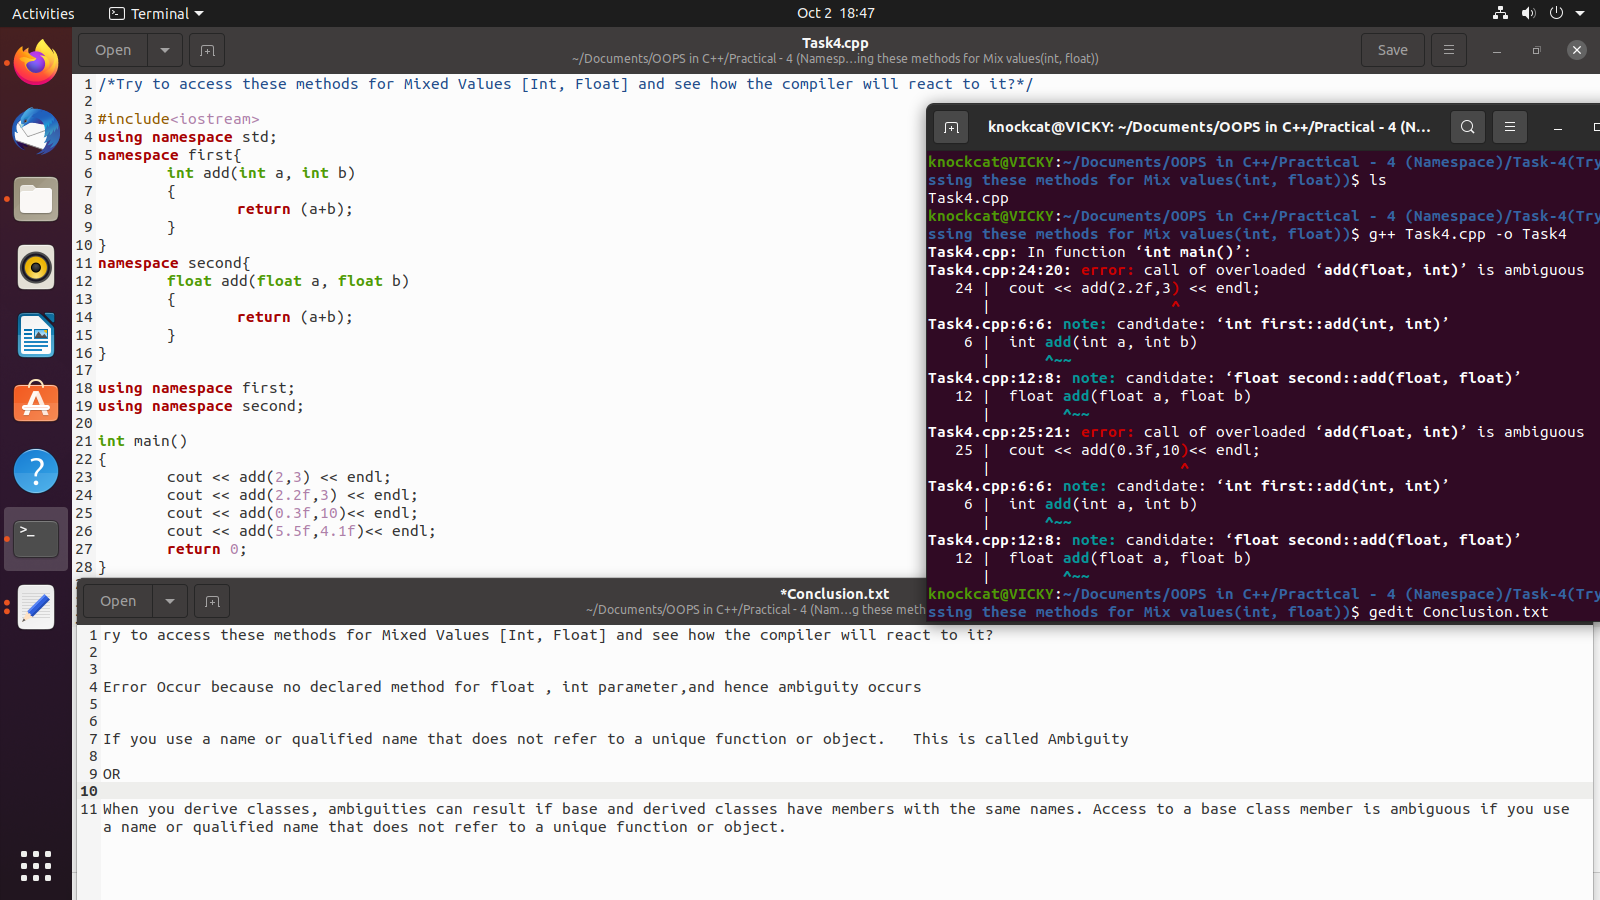 Activities Terminal Oct 2 18:47
Open Task4.cpp Save
~/Documents/OOPS in C++/Practical - 4 (Namesp...ing these methods for Mix values(int, float))
1 /*Try to access these methods for Mixed Values [Int, Float] and see how the compiler will react to it?*/
2
3 #include<iostream>
4 using namespace std;
5 namespace first{
6 int add(int a, int b)
7 {
8 return (a+b);
9 }
10 }
11 namespace second{
12 float add(float a, float b)
13 {
14 return (a+b);
15 }
16 }
17
18 using namespace first;
19 using namespace second;
20
21 int main()
22 {
23 cout << add(2,3) << endl;
24 cout << add(2.2f,3) << endl;
25 cout << add(0.3f,10)<< endl;
26 cout << add(5.5f,4.1f)<< endl;
27 return 0;
28 }
knockcat@VICKY: ~/Documents/OOPS in C++/Practical - 4 (N...
knockcat@VICKY:~/Documents/OOPS in C++/Practical - 4 (Namespace)/Task-4(Try
ssing these methods for Mix values(int, float))$ ls
Task4.cpp
knockcat@VICKY:~/Documents/OOPS in C++/Practical - 4 (Namespace)/Task-4(Try
ssing these methods for Mix values(int, float))$ g++ Task4.cpp -o Task4
Task4.cpp: In function ‘int main()’:
Task4.cpp:24:20: error: call of overloaded ‘add(float, int)’ is ambiguous
24 | cout << add(2.2f,3) << endl;
| ^
Task4.cpp:6:6: note: candidate: ‘int first::add(int, int)’
6 | int add(int a, int b)
| ^~~
Task4.cpp:12:8: note: candidate: ‘float second::add(float, float)’
12 | float add(float a, float b)
| ^~~
Task4.cpp:25:21: error: call of overloaded ‘add(float, int)’ is ambiguous
25 | cout << add(0.3f,10)<< endl;
| ^
Task4.cpp:6:6: note: candidate: ‘int first::add(int, int)’
6 | int add(int a, int b)
| ^~~
Task4.cpp:12:8: note: candidate: ‘float second::add(float, float)’
12 | float add(float a, float b)
| ^~~
knockcat@VICKY:~/Documents/OOPS in C++/Practical - 4 (Namespace)/Task-4(Try
ssing these methods for Mix values(int, float))$ gedit Conclusion.txt
Open *Conclusion.txt
~/Documents/OOPS in C++/Practical - 4 (Nam...g these meth
1 ry to access these methods for Mixed Values [Int, Float] and see how the compiler will react to it?
2
3
4 Error Occur because no declared method for float , int parameter,and hence ambiguity occurs
5
6
7 If you use a name or qualified name that does not refer to a unique function or object. This is called Ambiguity
8
9 OR
10
11 When you derive classes, ambiguities can result if base and derived classes have members with the same names. Access to a base class member is ambiguous if you use
a name or qualified name that does not refer to a unique function or object.